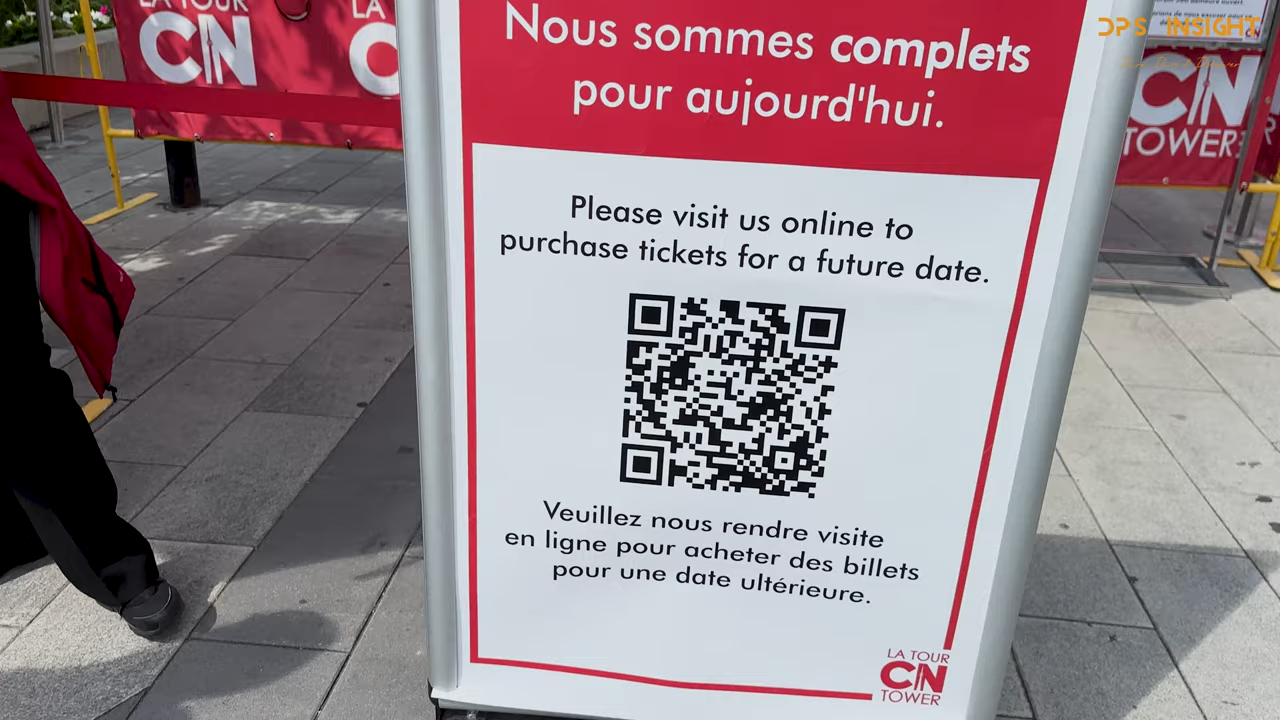 LA TOUR
CN
LA
C
Nous sommes complets
pour aujourd'hui.
Please visit us online to
purchase tickets for a future date.
Veuillez nous rendre visite
en ligne pour acheter des billets
pour une date ultérieure.
LA TOUR
CN
TOWER
DPS INSIGHT
CN
TOWER